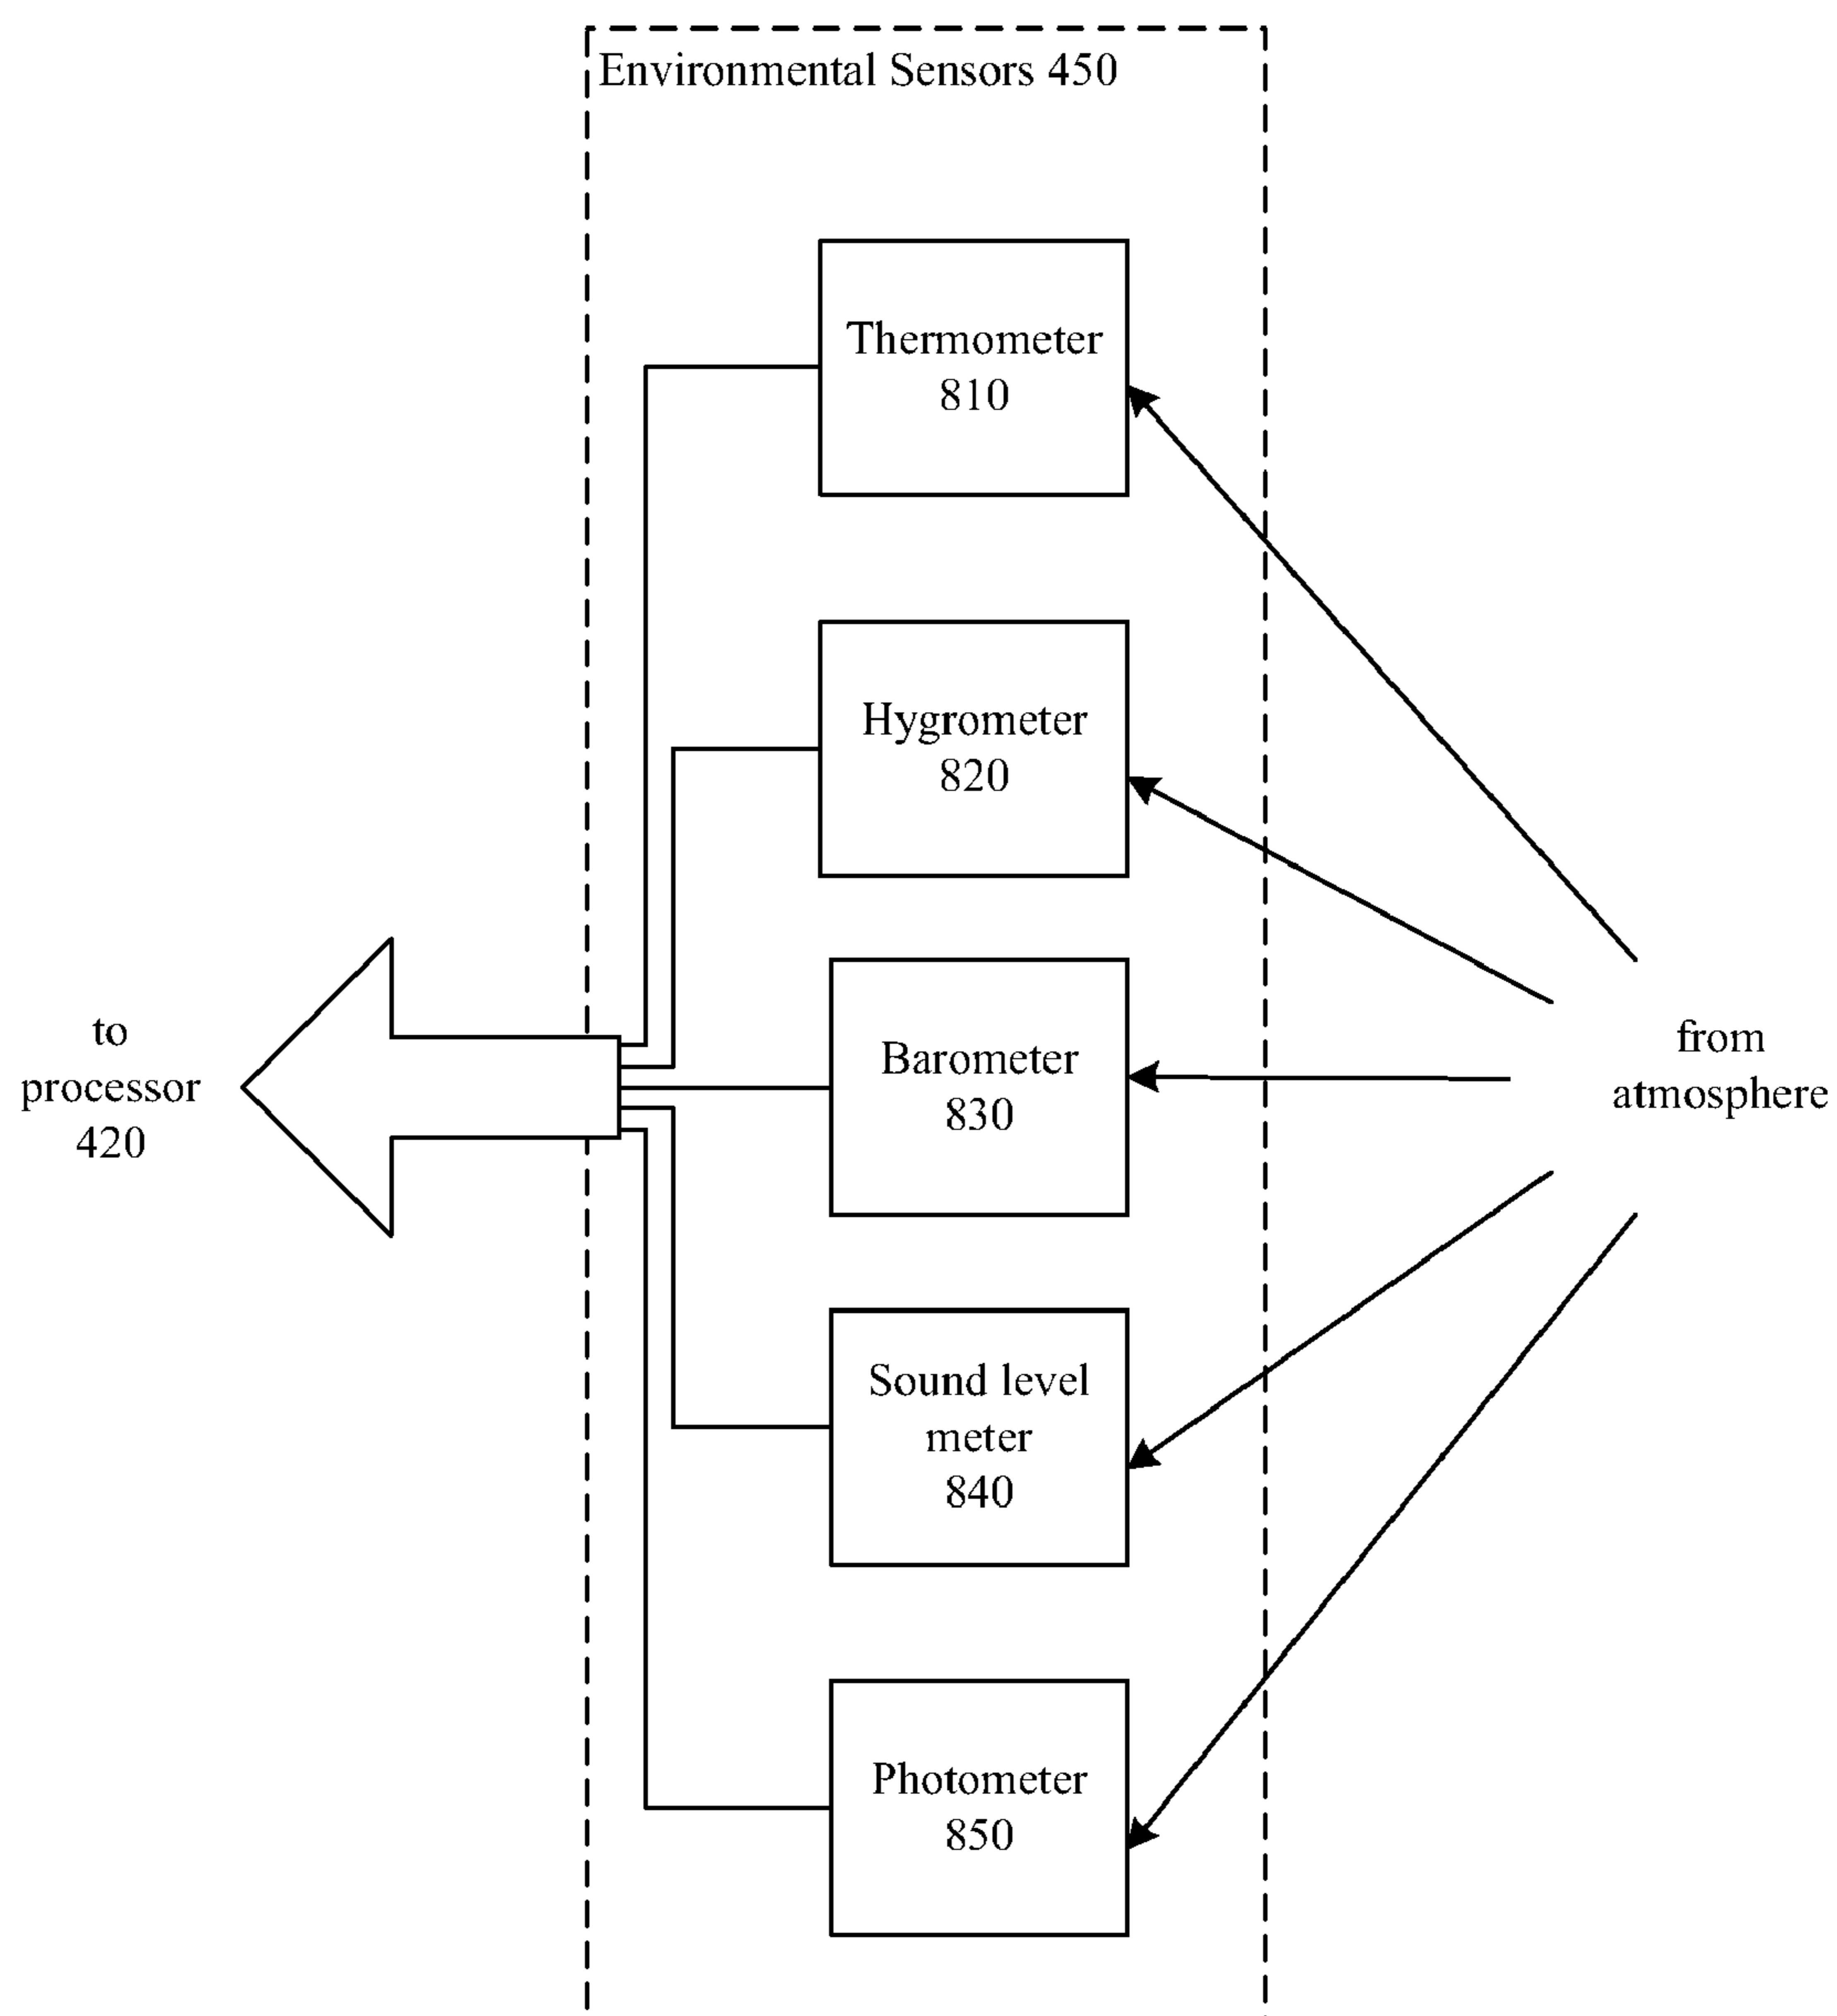 Environmental Sensors 450
Thermometer
810
Hygrometer
820
Barometer
830
Sound level
meter
840
Photometer
850
to
processor
420
from
atmosphere